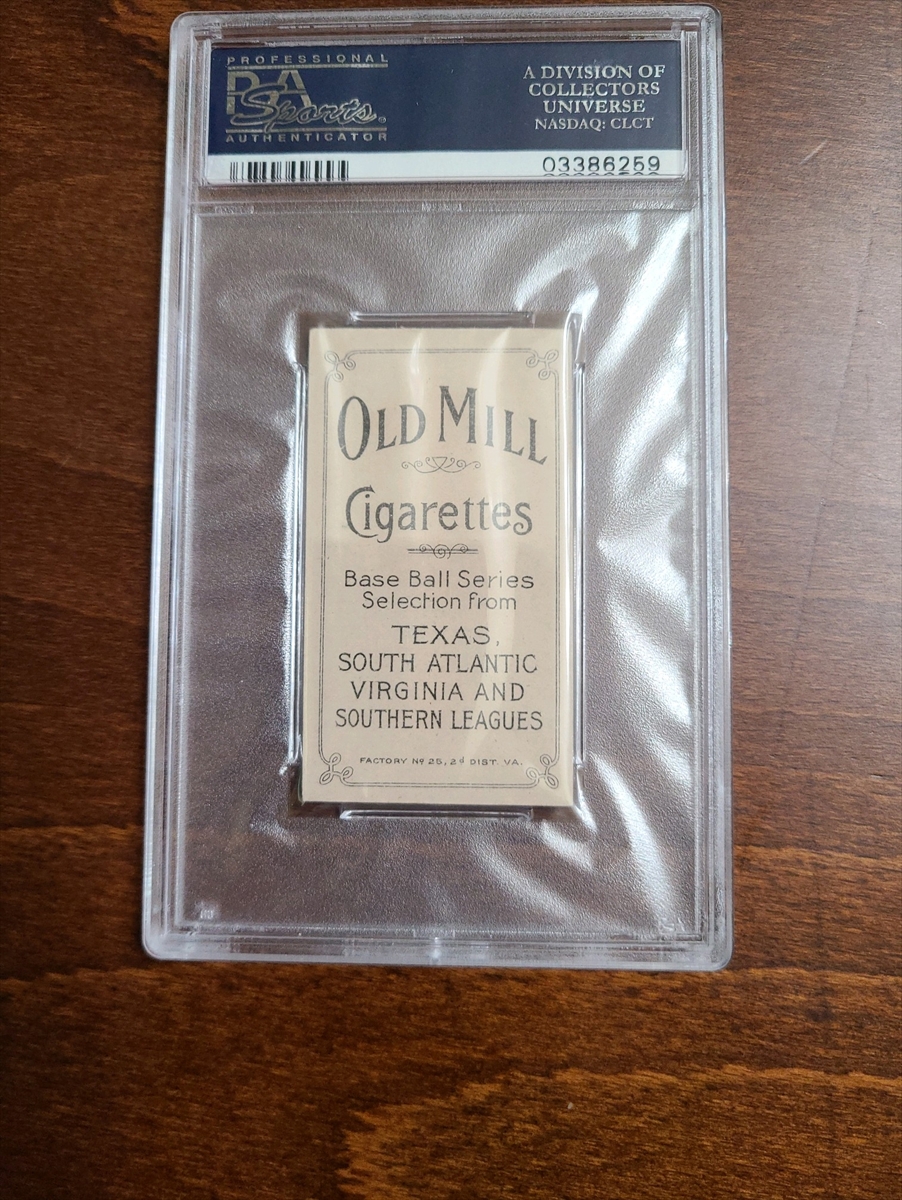 PROFESSIONAL
PSA
Sports
AUTHENTICATOR
A DIVISION OF
COLLECTORS
UNIVERSE
NASDAQ: CLCT
03386259
OLD MILL
Cigarettes
Base Ball Series
Selection from
TEXAS,
SOUTH ATLANTIC
VIRGINIA AND
SOUTHERN LEAGUES
FACTORY Nº 25, 2d DIST. VA.